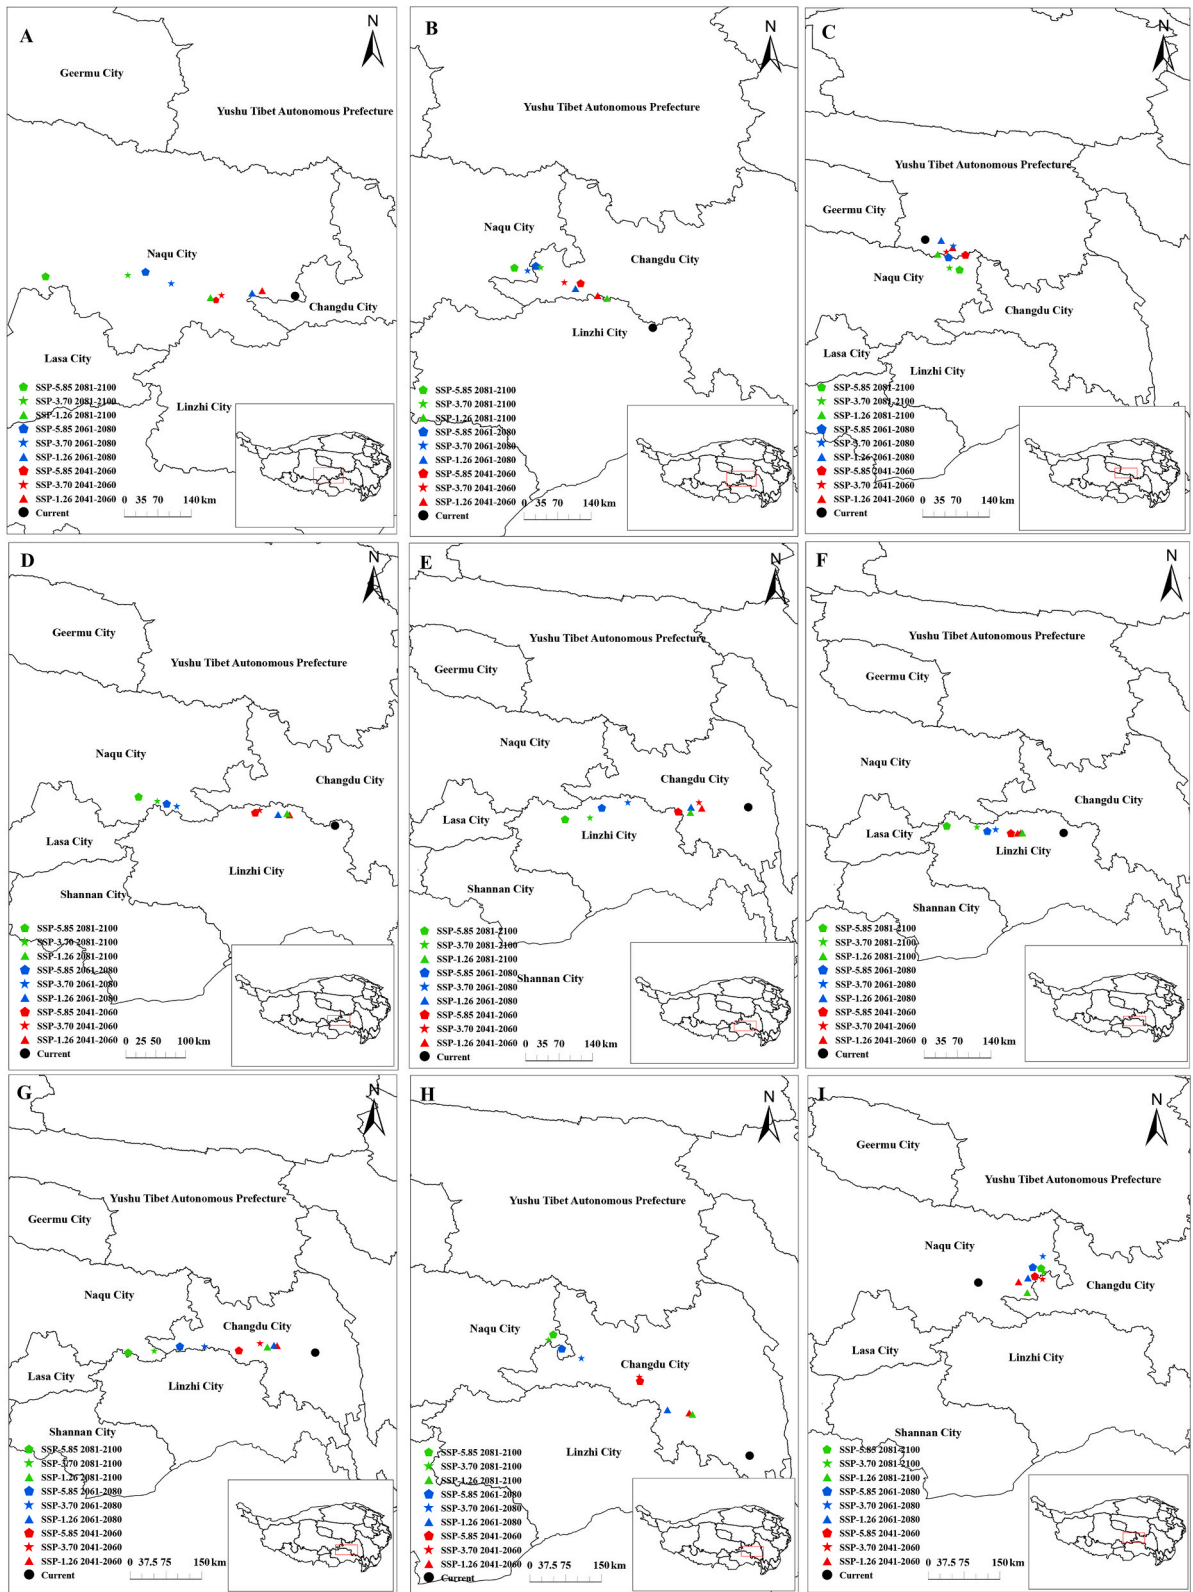 A
N
Geermu City
Yushu Tibet Autonomous Prefecture
Naqu City
Changdu City
Lasa City
Linzhi City
SSP-5.85 2081-2100
SSP-3.70 2081-2100
SSP-1.26 2081-2100
SSP-5.85 2061-2080
SSP-3.70 2061-2080
SSP-1.26 2061-2080
SSP-5.85 2041-2060
SSP-3.70 2041-2060
SSP-1.26 2041-2060
Current
0 35 70 140 km
B
N
Yushu Tibet Autonomous Prefecture
Naqu City
Changdu City
Linzhi City
SSP-5.85 2081-2100
SSP-3.70 2081-2100
SSP-1.26 2081-2100
SSP-5.85 2061-2080
SSP-3.70 2061-2080
SSP-1.26 2061-2080
SSP-5.85 2041-2060
SSP-3.70 2041-2060
SSP-1.26 2041-2060
Current
0 35 70 140 km
C
N
Yushu Tibet Autonomous Prefecture
Geermu City
Naqu City
Changdu City
Lasa City
Linzhi City
SSP-5.85 2081-2100
SSP-3.70 2081-2100
SSP-1.26 2081-2100
SSP-5.85 2061-2080
SSP-3.70 2061-2080
SSP-1.26 2061-2080
SSP-5.85 2041-2060
SSP-3.70 2041-2060
SSP-1.26 2041-2060
Current
0 35 70 140 km
D
N
Geermu City
Yushu Tibet Autonomous Prefecture
Naqu City
Changdu City
Lasa City
Linzhi City
Shannan City
SSP-5.85 2081-2100
SSP-3.70 2081-2100
SSP-1.26 2081-2100
SSP-5.85 2061-2080
SSP-3.70 2061-2080
SSP-1.26 2061-2080
SSP-5.85 2041-2060
SSP-3.70 2041-2060
SSP-1.26 2041-2060
Current
0 25 50 100 km
E
N
Yushu Tibet Autonomous Prefecture
Geermu City
Naqu City
Changdu City
Lasa City
Linzhi City
SSP-5.85 2081-2100
SSP-3.70 2081-2100
SSP-1.26 2081-2100
SSP-5.85 2061-2080
Shannan City
SSP-3.70 2061-2080
SSP-1.26 2061-2080
SSP-5.85 2041-2060
SSP-3.70 2041-2060
SSP-1.26 2041-2060
Current
0 35 70 140 km
F
N
Yushu Tibet Autonomous Prefecture
Geermu City
Naqu City
Changdu City
Lasa City
Linzhi City
Shannan City
SSP-5.85 2081-2100
SSP-3.70 2081-2100
SSP-1.26 2081-2100
SSP-5.85 2061-2080
SSP-3.70 2061-2080
SSP-1.26 2061-2080
SSP-5.85 2041-2060
SSP-3.70 2041-2060
SSP-1.26 2041-2060
Current
0 35 70 140 km
G
N
Yushu Tibet Autonomous Prefecture
Geermu City
Naqu City
Changdu City
Lasa City
Linzhi City
Shannan City
SSP-5.85 2081-2100
SSP-3.70 2081-2100
SSP-1.26 2081-2100
SSP-5.85 2061-2080
SSP-3.70 2061-2080
SSP-1.26 2061-2080
SSP-5.85 2041-2060
SSP-3.70 2041-2060
SSP-1.26 2041-2060
Current
0 37.5 75 150 km
H
N
Yushu Tibet Autonomous Prefecture
Naqu City
Changdu City
Linzhi City
SSP-5.85 2081-2100
SSP-3.70 2081-2100
SSP-1.26 2081-2100
SSP-5.85 2061-2080
SSP-3.70 2061-2080
SSP-1.26 2061-2080
SSP-5.85 2041-2060
SSP-3.70 2041-2060
SSP-1.26 2041-2060
Current
0 37.5 75 150 km
I
N
Geermu City
Yushu Tibet Autonomous Prefecture
Naqu City
Changdu City
Lasa City
Linzhi City
Shannan City
SSP-5.85 2081-2100
SSP-3.70 2081-2100
SSP-1.26 2081-2100
SSP-5.85 2061-2080
SSP-3.70 2061-2080
SSP-1.26 2061-2080
SSP-5.85 2041-2060
SSP-3.70 2041-2060
SSP-1.26 2041-2060
Current
0 37.5 75 150 km